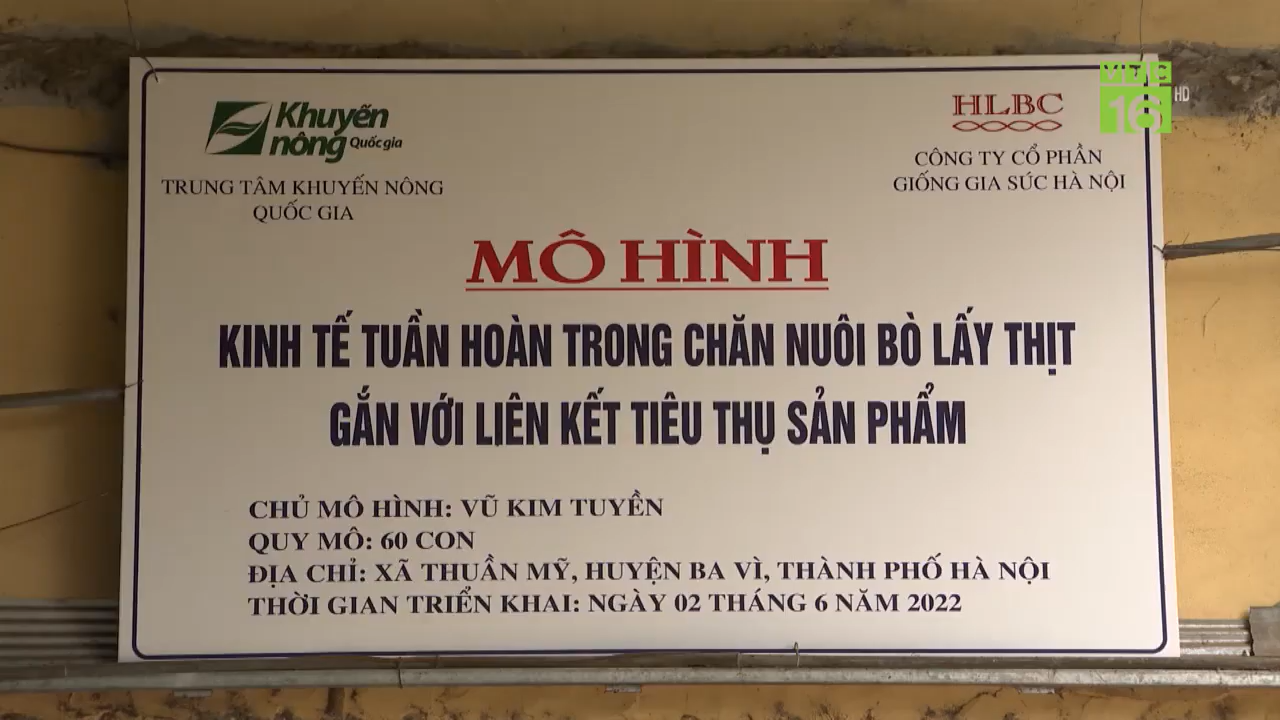 Khuyến
nông Quốc gia
TRUNG TÂM KHUYẾN NÔNG
QUỐC GIA
HLBC
CÔNG TY CỔ PHẦN
GIỐNG GIA SÚC HÀ NỘI
VTC
16
HD
MÔ HÌNH
KINH TẾ TUẦN HOÀN TRONG CHĂN NUÔI BÒ LẤY THỊT
GẮN VỚI LIÊN KẾT TIÊU THỤ SẢN PHẨM
CHỦ MÔ HÌNH: VŨ KIM TUYỀN
QUY MÔ: 60 CON
ĐỊA CHỈ: XÃ THUẦN MỸ, HUYỆN BA VÌ, THÀNH PHỐ HÀ NỘI
THỜI GIAN TRIỂN KHAI: NGÀY 02 THÁNG 6 NĂM 2022